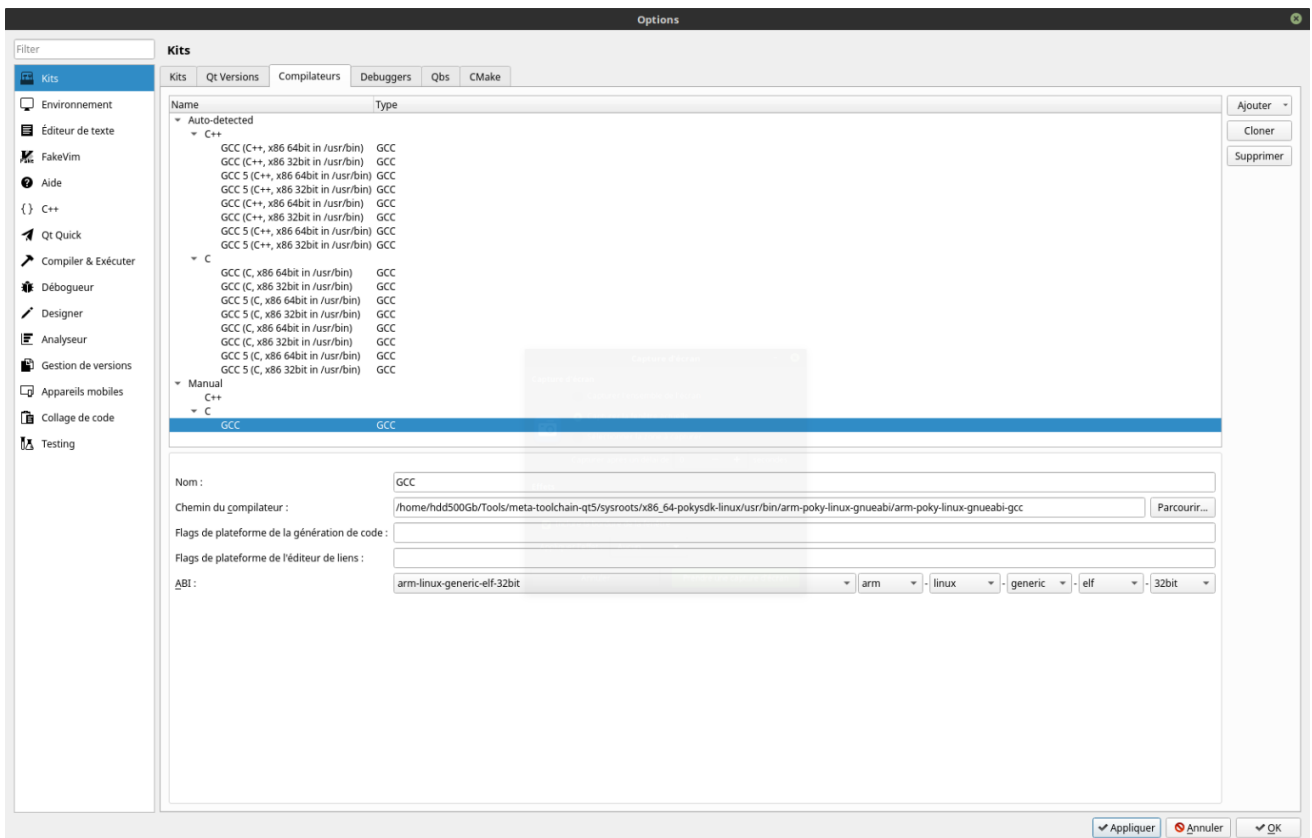 Options
Filter
Kits
Environnement
Éditeur de texte
FakeVim
Aide
{} C++
Qt Quick
Compiler & Exécuter
Débogueur
Designer
Analyseur
Gestion de versions
Appareils mobiles
Collage de code
Testing
Kits
Kits Qt Versions Compilateurs Debuggers Qbs CMake
Name Type
Auto-detected
C++
GCC (C++, x86 64bit in /usr/bin) GCC
GCC (C++, x86 32bit in /usr/bin) GCC
GCC 5 (C++, x86 64bit in /usr/bin) GCC
GCC 5 (C++, x86 32bit in /usr/bin) GCC
GCC (C++, x86 64bit in /usr/bin) GCC
GCC (C++, x86 32bit in /usr/bin) GCC
GCC 5 (C++, x86 64bit in /usr/bin) GCC
GCC 5 (C++, x86 32bit in /usr/bin) GCC
C
GCC (C, x86 64bit in /usr/bin) GCC
GCC (C, x86 32bit in /usr/bin) GCC
GCC 5 (C, x86 64bit in /usr/bin) GCC
GCC 5 (C, x86 32bit in /usr/bin) GCC
GCC (C, x86 64bit in /usr/bin) GCC
GCC (C, x86 32bit in /usr/bin) GCC
GCC 5 (C, x86 64bit in /usr/bin) GCC
GCC 5 (C, x86 32bit in /usr/bin) GCC
Manual
C++
C
GCC GCC
Ajouter
Cloner
Supprimer
Nom : GCC
Chemin du compilateur : /home/hdd500Gb/Tools/meta-toolchain-qt5/sysroots/x86_64-pokysdk-linux/usr/bin/arm-poky-linux-gnueabi/arm-poky-linux-gnueabi-gcc Parcourir...
Flags de plateforme de la génération de code :
Flags de plateforme de l'éditeur de liens :
ABI : arm-linux-generic-elf-32bit arm - linux - generic - elf - 32bit
Appliquer Annuler OK